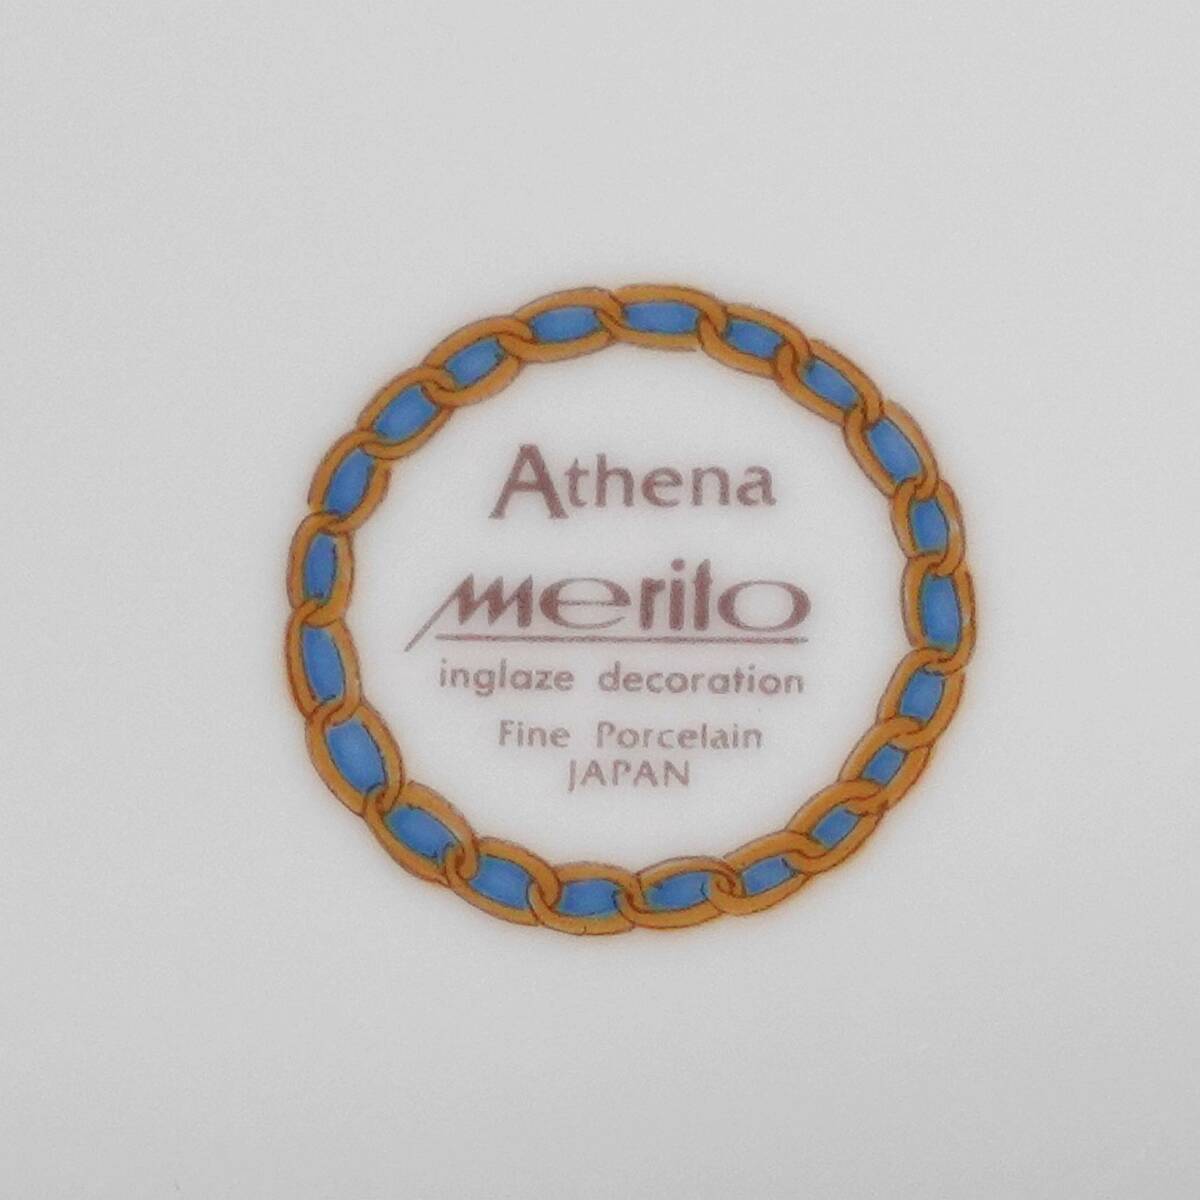 Athena
merito
inglaze decoration
Fine Porcelain
JAPAN